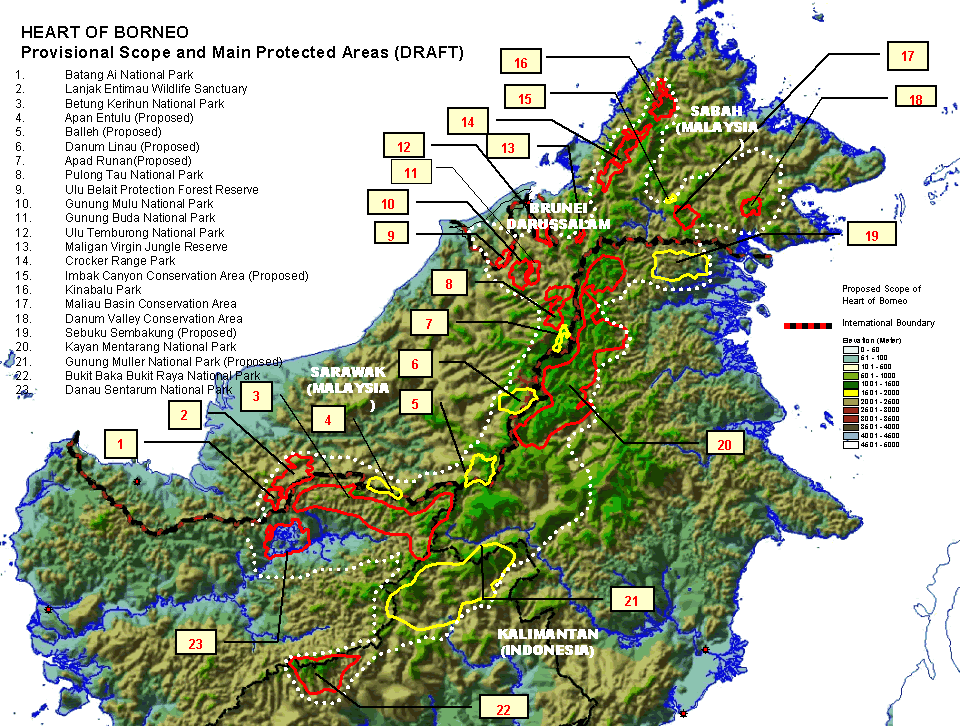 HEART OF BORNEO
Provisional Scope and Main Protected Areas (DRAFT)
1. Batang Ai National Park
2. Lanjak Entimau Wildlife Sanctuary
3. Betung Kerihun National Park
4. Apan Entulu (Proposed)
5. Balleh (Proposed)
6. Danum Linau (Proposed)
7. Apad Runan(Proposed)
8. Pulong Tau National Park
9. Ulu Belait Protection Forest Reserve
10. Gunung Mulu National Park
11. Gunung Buda National Park
12. Ulu Temburong National Park
13. Maligan Virgin Jungle Reserve
14. Crocker Range Park
15. Imbak Canyon Conservation Area (Proposed)
16. Kinabalu Park
17. Maliau Basin Conservation Area
18. Danum Valley Conservation Area
19. Sebuku Sembakung (Proposed)
20. Kayan Mentarang National Park
21. Gunung Muller National Park (Proposed)
22. Bukit Baka Bukit Raya National Park
23. Danau Sentarum National Park
16
17
15
18
14
SABAH
(MALAYSIA
)
12
13
11
10
BRUNEI
DARUSSALAM
9
19
8
Proposed Scope of
Heart of Borneo
International Boundary
Elevation (Meter)
0 - 60
61 - 100
101 - 600
601 - 1000
1001 - 1600
1601 - 2000
2001 - 2600
2601 - 3000
3001 - 3600
3601 - 4000
4001 - 4600
4601 - 6000
7
6
SARAWAK
(MALAYSIA
)
3
5
2
4
1
20
21
KALIMANTAN
(INDONESIA)
23
22